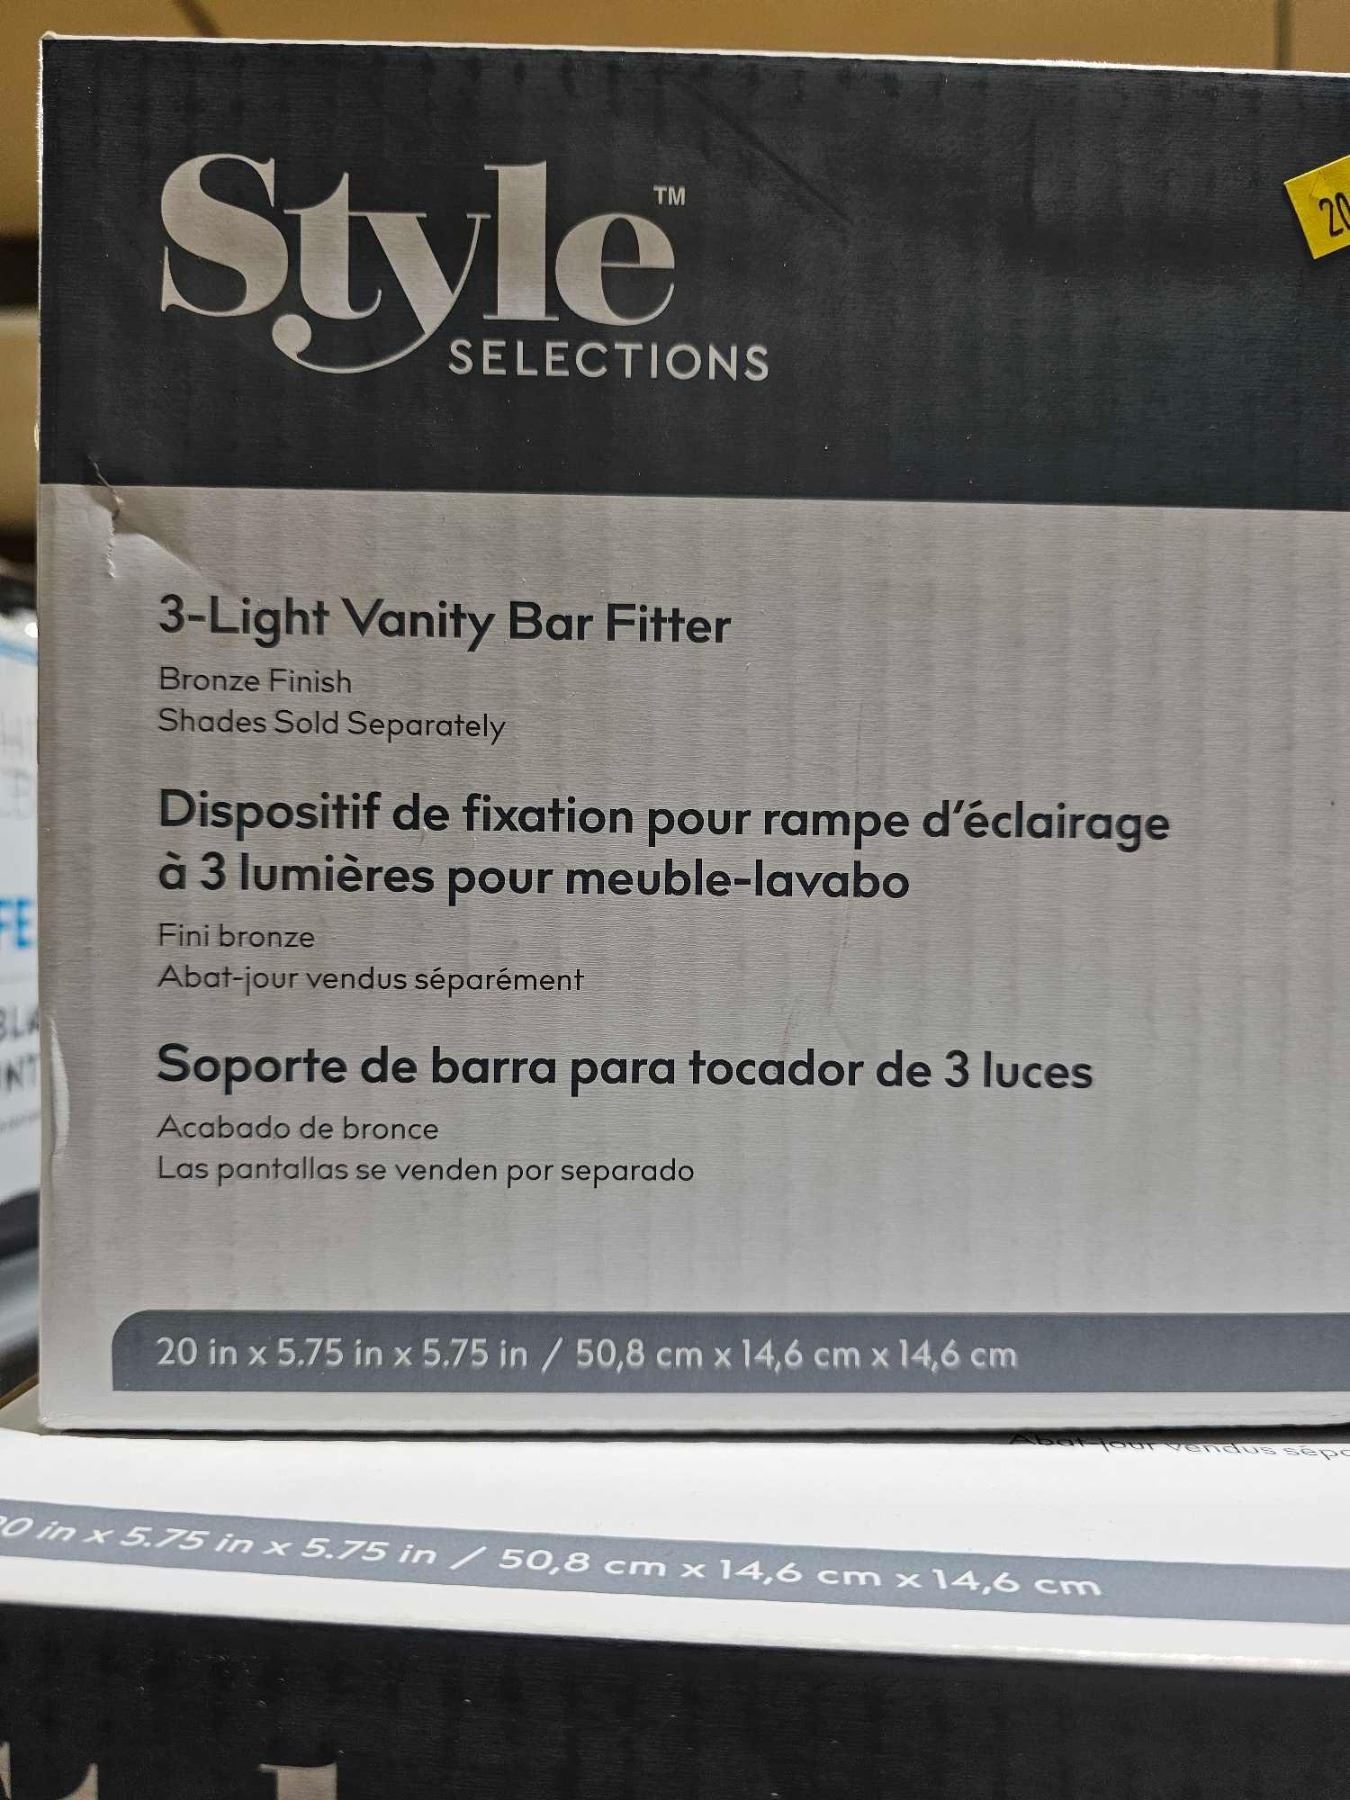 Style™
SELECTIONS
20
3-Light Vanity Bar Fitter
Bronze Finish
Shades Sold Separately
Dispositif de fixation pour rampe d'éclairage
à 3 lumières pour meuble-lavabo
Fini bronze
Abat-jour vendus séparément
Soporte de barra para tocador de 3 luces
Acabado de bronce
Las pantallas se venden por separado
20 in x 5.75 in x 5.75 in / 50,8 cm x 14,6 cm x 14,6 cm
Abat-jour vendus
in x 5.75 in x 5.75 in / 50,8 cm x 14,6 cm x 14,6 cm